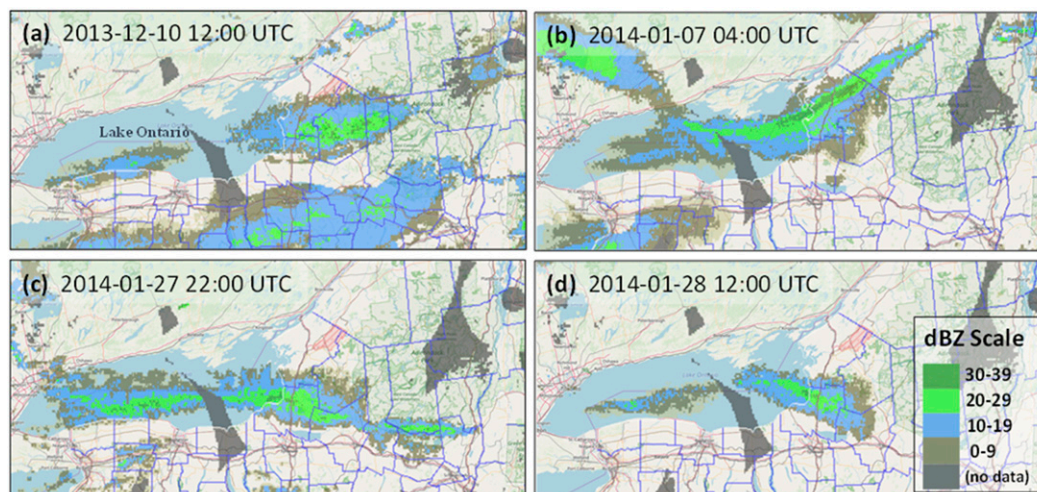 (a) 2013-12-10 12:00 UTC
Lake Ontario
(b) 2014-01-07 04:00 UTC
(c) 2014-01-27 22:00 UTC
(d) 2014-01-28 12:00 UTC
dBZ Scale
30-39
20-29
10-19
0-9
(no data)